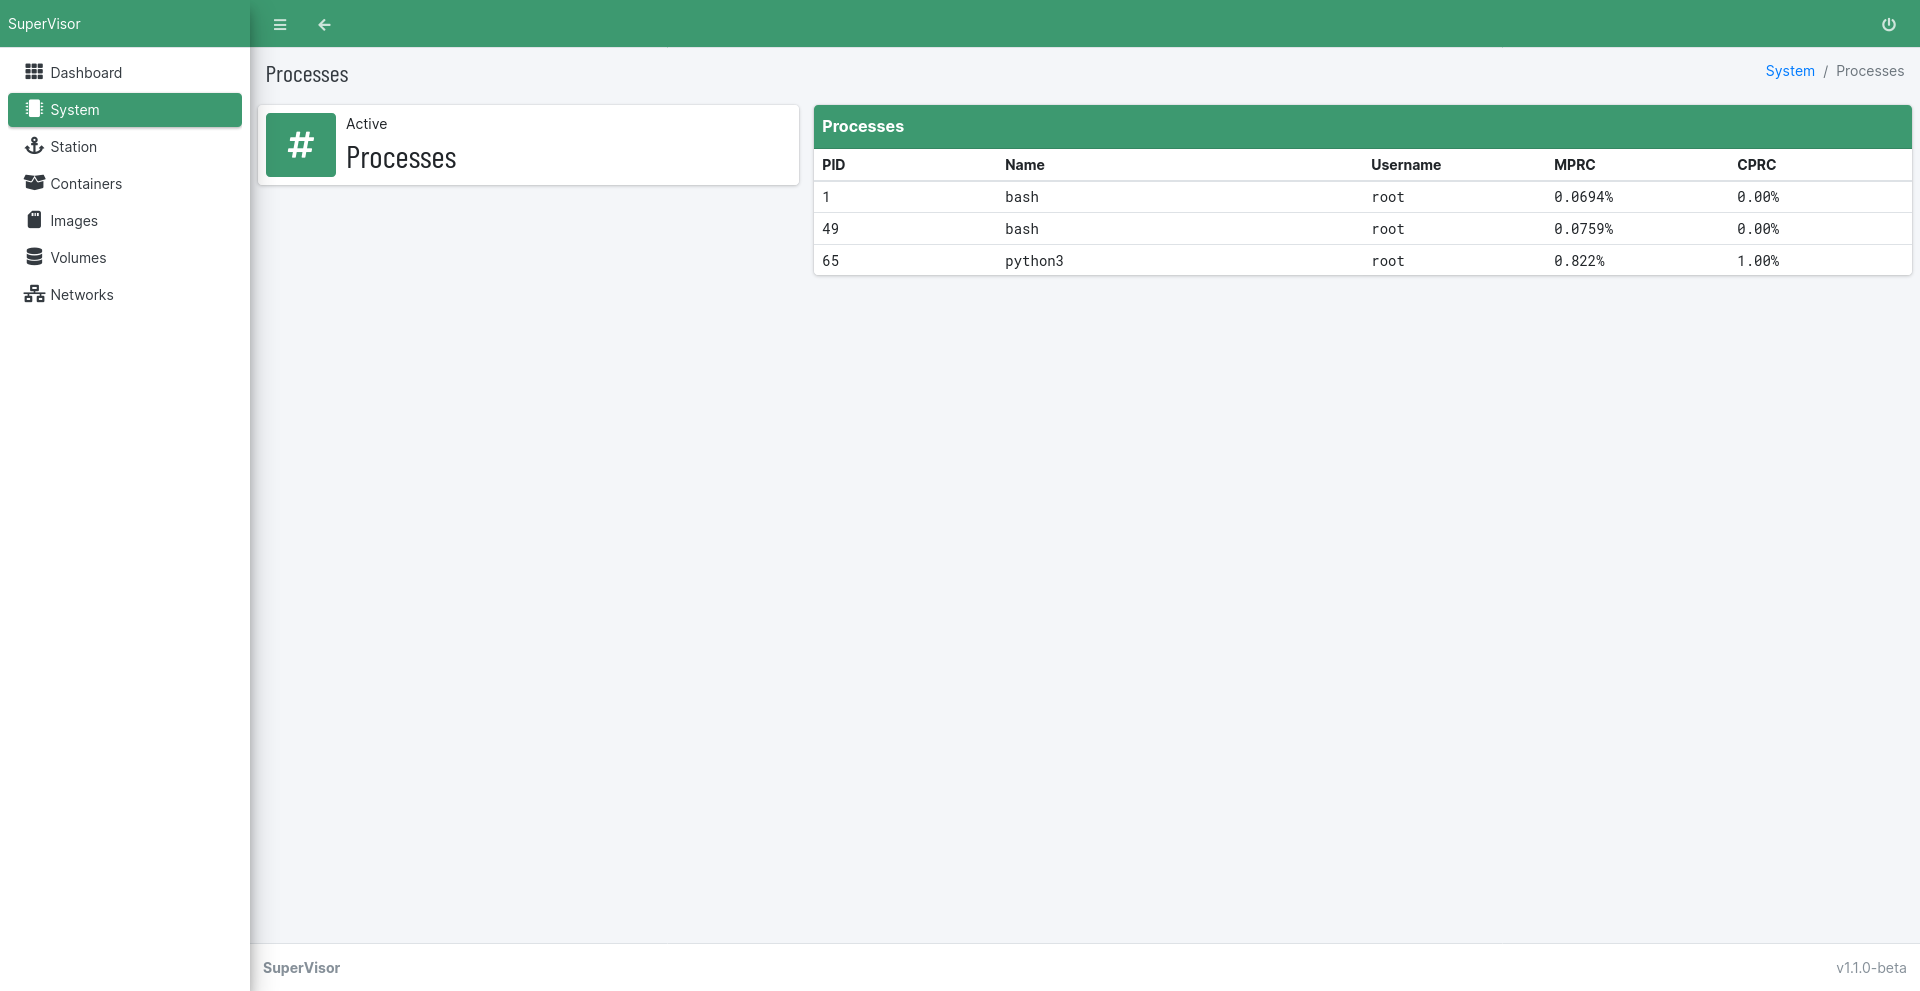 SuperVisor
Dashboard
System
Station
Containers
Images
Volumes
Networks
Processes
System / Processes
#
Active
Processes
Processes
PID Name Username MPRC CPRC
1 bash root 0.0694% 0.00%
49 bash root 0.0759% 0.00%
65 python3 root 0.822% 1.00%
SuperVisor
v1.1.0-beta